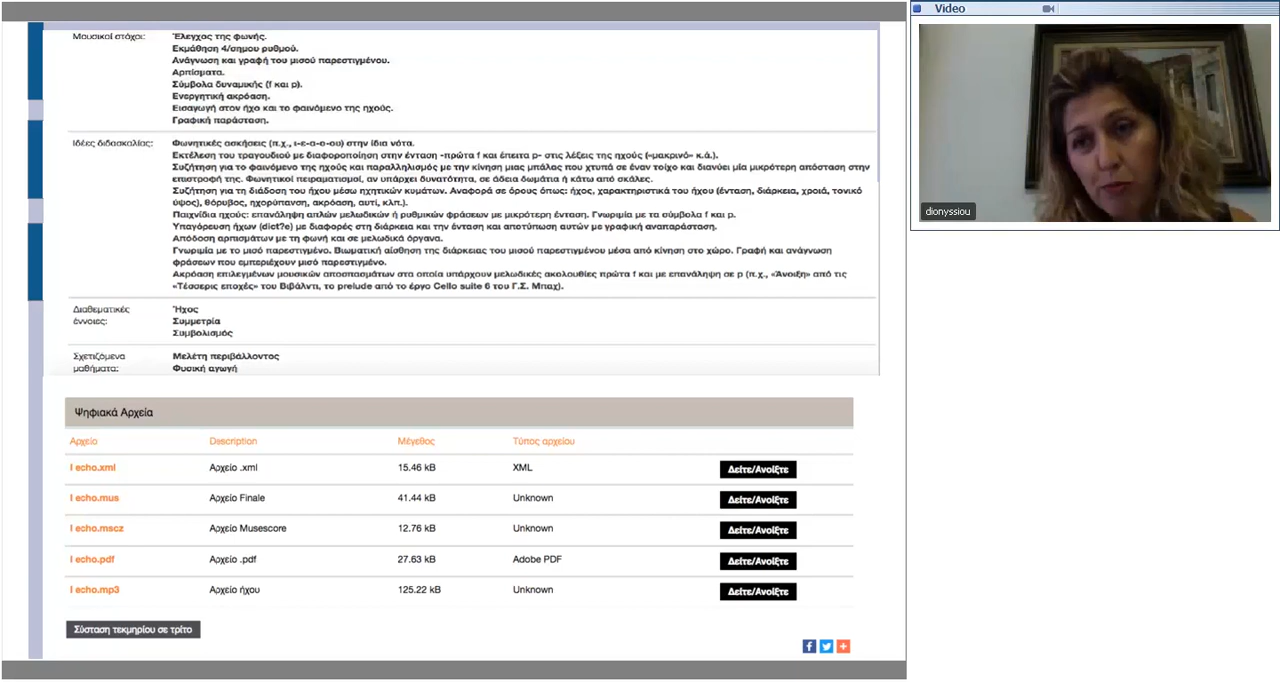 Video
Μουσικοί στόχοι:
Έλεγχος της φωνής.
Εκμάθηση 4/σημου ρυθμού.
Ανάγνωση και γραφή του μισού παρεστιγμένου.
Αρπίσματα.
Σύμβολα δυναμικής (f και p).
Ενεργητική ακρόαση.
Εισαγωγή στον ήχο και το φαινόμενο της ηχούς.
Γραφική παράσταση.
Ιδέες διδασκαλίας:
Φωνητικές ασκήσεις (π.χ., ι-ε-α-ο-ου) στην ίδια νότα.
Εκτέλεση του τραγουδιού με διαφοροποίηση στην ένταση -πρώτα f και έπειτα p- στις λέξεις της ηχούς (-μακρινό- κ.ά.).
Συζήτηση για το φαινόμενο της ηχούς και παραλληλισμός με την κίνηση μιας μπάλας που χτυπά σε έναν τοίχο και διανύει μία μικρότερη απόσταση στην
επιστροφή της. Φωνητικοί πειραματισμοί, αν υπάρχει δυνατότητα, σε άδεια δωμάτια ή κάτω από σκάλες.
Συζήτηση για τη διάδοση του ήχου μέσω ηχητικών κυμάτων. Αναφορά σε όρους όπως: ήχος, χαρακτηριστικά του ήχου (ένταση, διάρκεια, χροιά, τονικό
ύψος), θόρυβος, ηχορύπανση, ακρόαση, αυτί, κλπ.).
Παιχνίδια ηχούς: επανάληψη απλών μελωδικών ή ρυθμικών φράσεων με μικρότερη ένταση. Γνωριμία με τα σύμβολα f και p.
Υπαγόρευση ήχων (dict?e) με διαφορές στη διάρκεια και την ένταση και αποτύπωση αυτών με γραφική αναπαράσταση.
Απόδοση αρπισμάτων με τη φωνή και σε μελωδικά όργανα.
Γνωριμία με το μισό παρεστιγμένο. Βιωματική αίσθηση της διάρκειας του μισού παρεστιγμένου μέσα από κίνηση στο χώρο. Γραφή και ανάγνωση
φράσεων που εμπεριέχουν μισό παρεστιγμένο.
Ακρόαση επιλεγμένων μουσικών αποσπασμάτων στα οποία υπάρχουν μελωδικές ακολουθίες πρώτα f και με επανάληψη σε p (π.χ., «Άνοιξη» από τις
«Τέσσερις εποχές» του Βιβάλντι, το prelude από το έργο Cello suite 6 του Γ.Σ. Μπαχ).
Διαθεματικές
έννοιες:
Ήχος
Συμμετρία
Συμβολισμός
Σχετιζόμενα
μαθήματα:
Μελέτη περιβάλλοντος
Φυσική αγωγή
Ψηφιακά Αρχεία
Αρχείο Description Μέγεθος Τύπος αρχείου
I echo.xml Αρχείο .xml 15.46 kB XML Δείτε/Ανοίξτε
I echo.mus Αρχείο Finale 41.44 kB Unknown Δείτε/Ανοίξτε
I echo.mscz Αρχείο Musescore 12.76 kB Unknown Δείτε/Ανοίξτε
I echo.pdf Αρχείο .pdf 27.63 kB Adobe PDF Δείτε/Ανοίξτε
I echo.mp3 Αρχείο ήχου 125.22 kB Unknown Δείτε/Ανοίξτε
Σύσταση τεκμηρίου σε τρίτο
dionyssiou